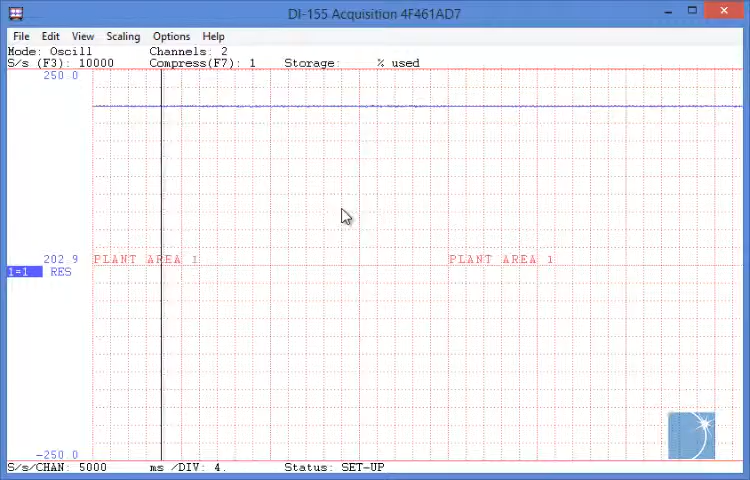 DI-155 Acquisition 4F461AD7
File Edit View Scaling Options Help
Mode: Oscill Channels: 2
S/s (F3): 10000 Compress(F7): 1 Storage: % used
250.0
202.9 PLANT AREA 1 PLANT AREA 1
1=1 RES
-250.0
S/s/CHAN: 5000 ms /DIV: 4. Status: SET-UP